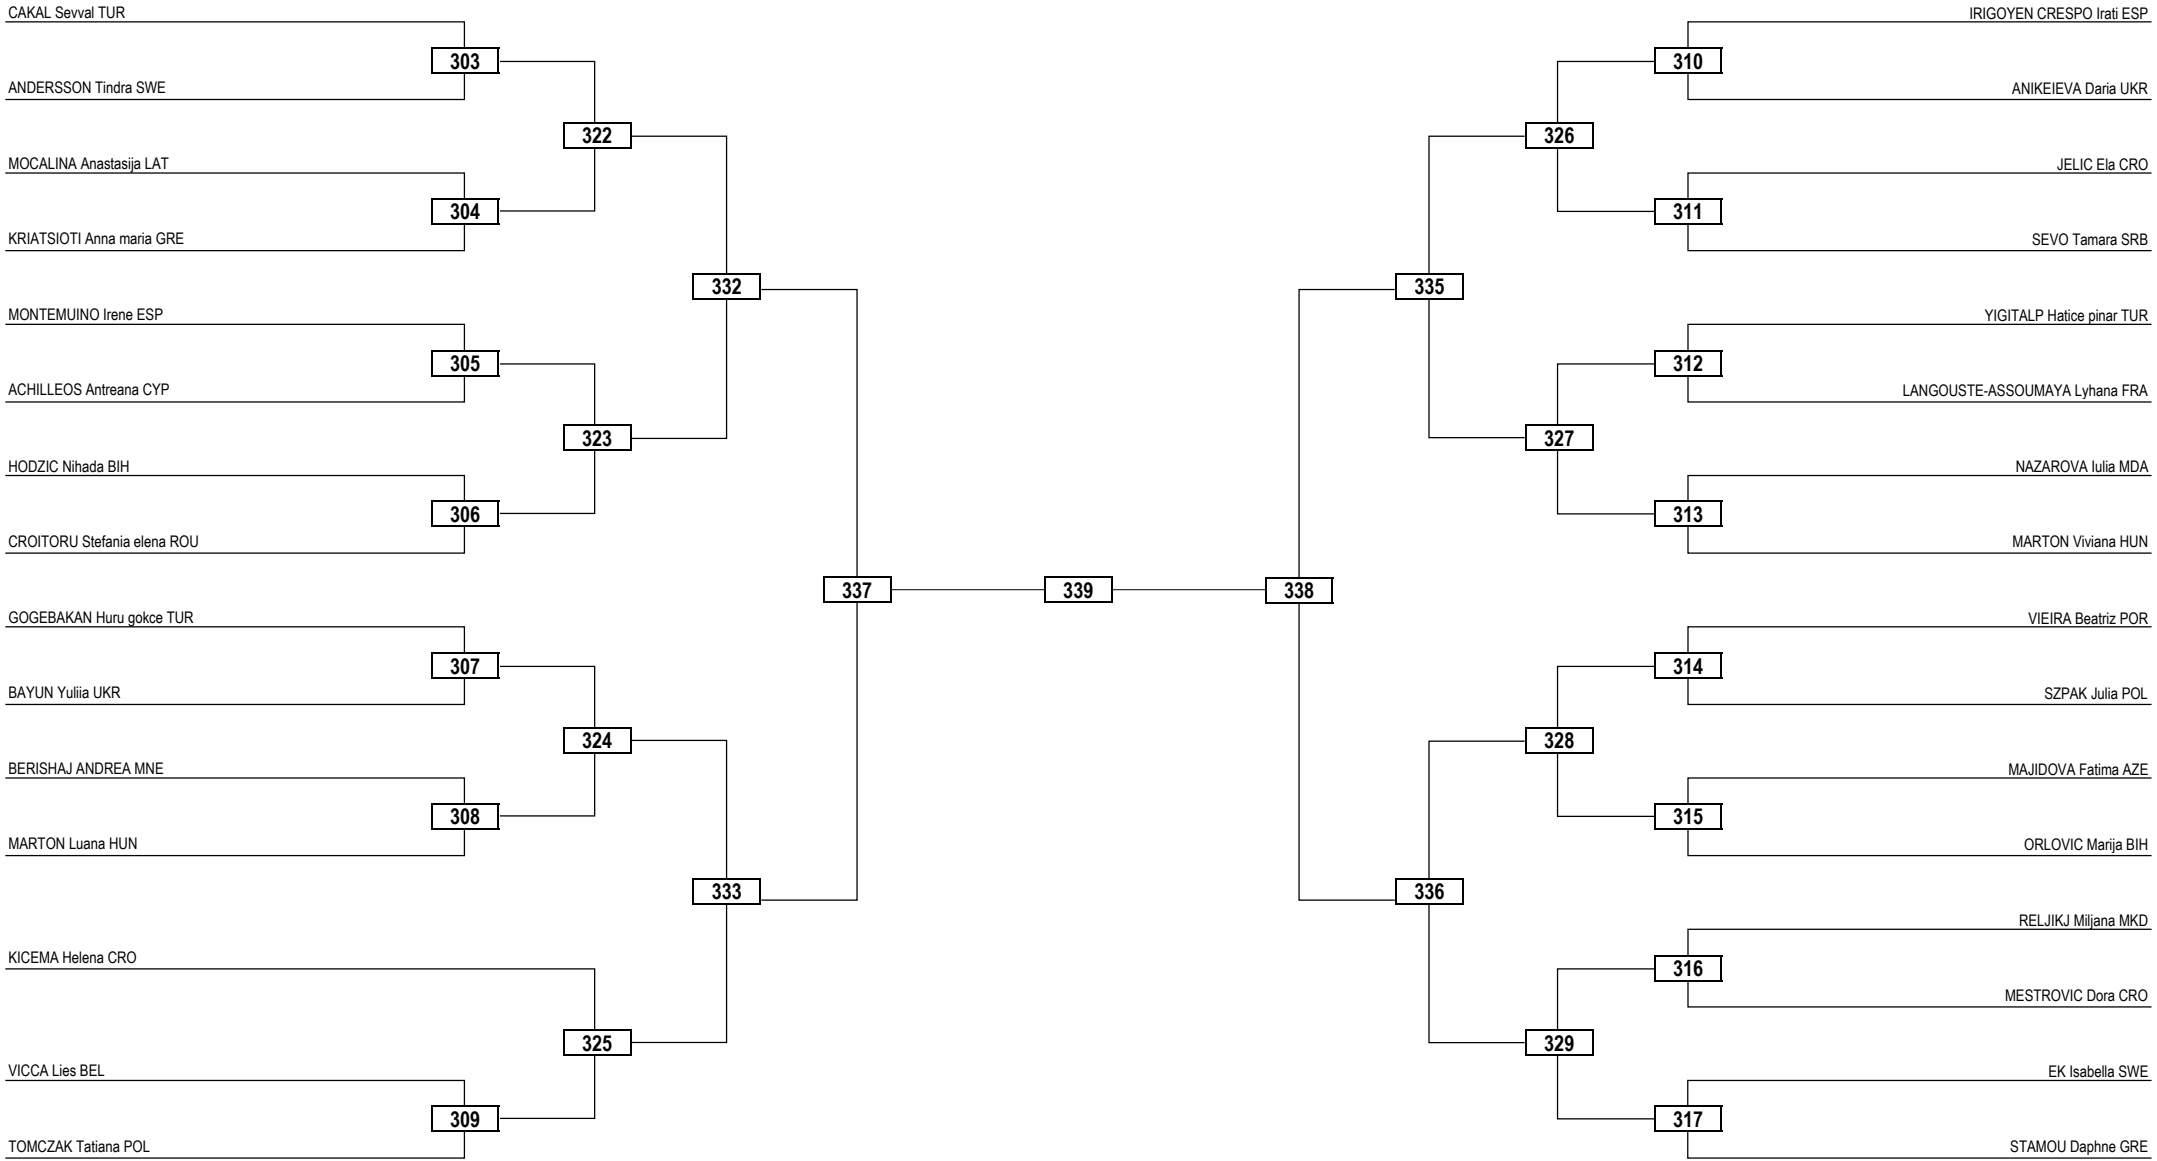 CAKAL Sevval TUR
303
ANDERSSON Tindra SWE
322
MOCALINA Anastasija LAT
304
KRIATSIOTI Anna maria GRE
332
MONTEMUINO Irene ESP
305
ACHILLEOS Antreana CYP
323
HODZIC Nihada BIH
306
CROITORU Stefania elena ROU
337
GOGEBAKAN Huru gokce TUR
307
BAYUN Yuliia UKR
324
BERISHAJ ANDREA MNE
308
MARTON Luana HUN
333
KICEMA Helena CRO
325
VICCA Lies BEL
309
TOMCZAK Tatiana POL
339
IRIGOYEN CRESPO Irati ESP
310
ANIKEIEVA Daria UKR
326
JELIC Ela CRO
311
SEVO Tamara SRB
335
YIGITALP Hatice pinar TUR
312
LANGOUSTE-ASSOUMAYA Lyhana FRA
327
NAZAROVA Iulia MDA
313
MARTON Viviana HUN
338
VIEIRA Beatriz POR
314
SZPAK Julia POL
328
MAJIDOVA Fatima AZE
315
ORLOVIC Marija BIH
336
RELJIKJ Miljana MKD
316
MESTROVIC Dora CRO
329
EK Isabella SWE
317
STAMOU Daphne GRE